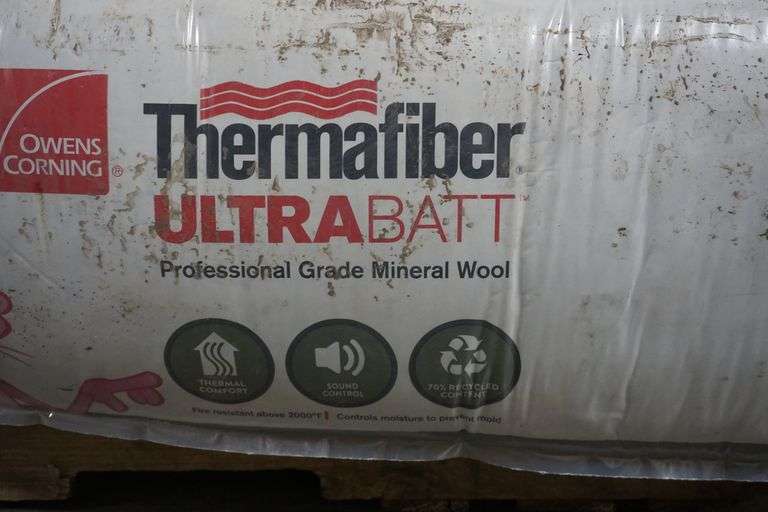 OWENS
CORNING ®
Thermafiber®
ULTRABATT™
Professional Grade Mineral Wool
THERMAL
COMFORT
SOUND
CONTROL
70% RECYCLED
CONTENT
Fire resistant above 2000°F | Controls moisture to prevent mold